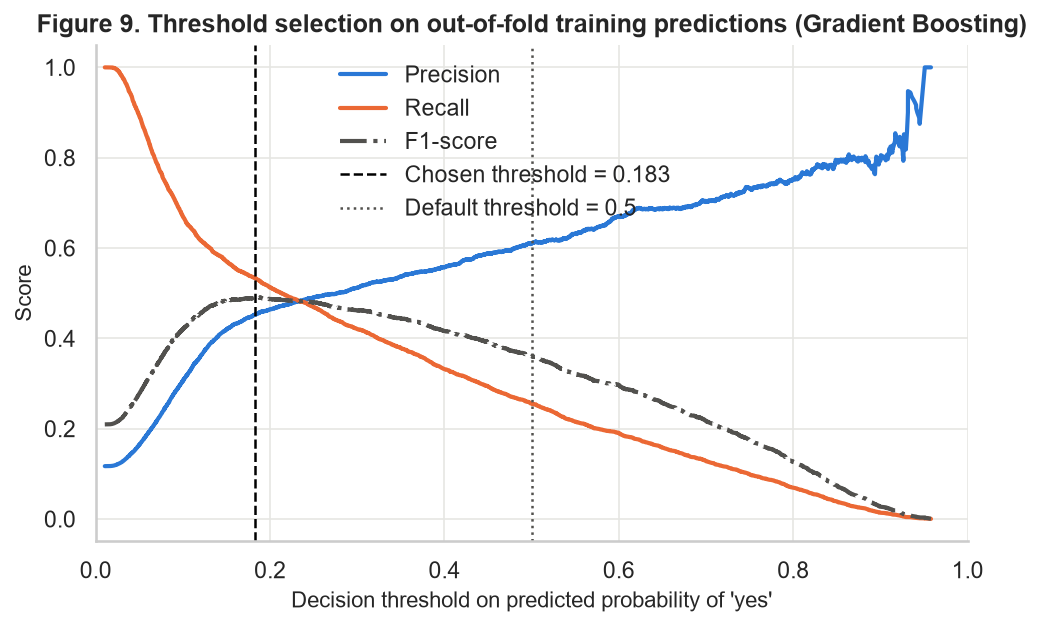 Figure 9. Threshold selection on out-of-fold training predictions (Gradient Boosting)
1.0
0.8
0.6
0.4
0.2
0.0
Score
Precision
Recall
F1-score
Chosen threshold = 0.183
Default threshold = 0.5
0.0 0.2 0.4 0.6 0.8 1.0
Decision threshold on predicted probability of 'yes'